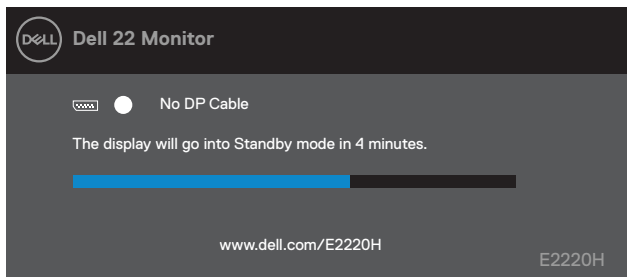 DELL Dell 22 Monitor
No DP Cable
The display will go into Standby mode in 4 minutes.
www.dell.com/E2220H
E2220H